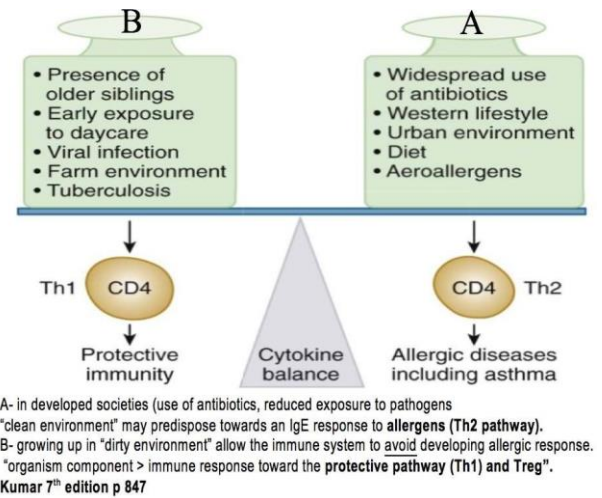 B
• Presence of
older siblings
• Early exposure
to daycare
• Viral infection
• Farm environment
• Tuberculosis
A
• Widespread use
of antibiotics
• Western lifestyle
• Urban environment
• Diet
• Aeroallergens
Th1
CD4
CD4
Th2
Protective
immunity
Cytokine
balance
Allergic diseases
including asthma
A- in developed societies (use of antibiotics, reduced exposure to pathogens
“clean environment” may predispose towards an IgE response to allergens (Th2 pathway).
B- growing up in “dirty environment” allow the immune system to avoid developing allergic response.
“organism component > immune response toward the protective pathway (Th1) and Treg”.
Kumar 7th edition p 847